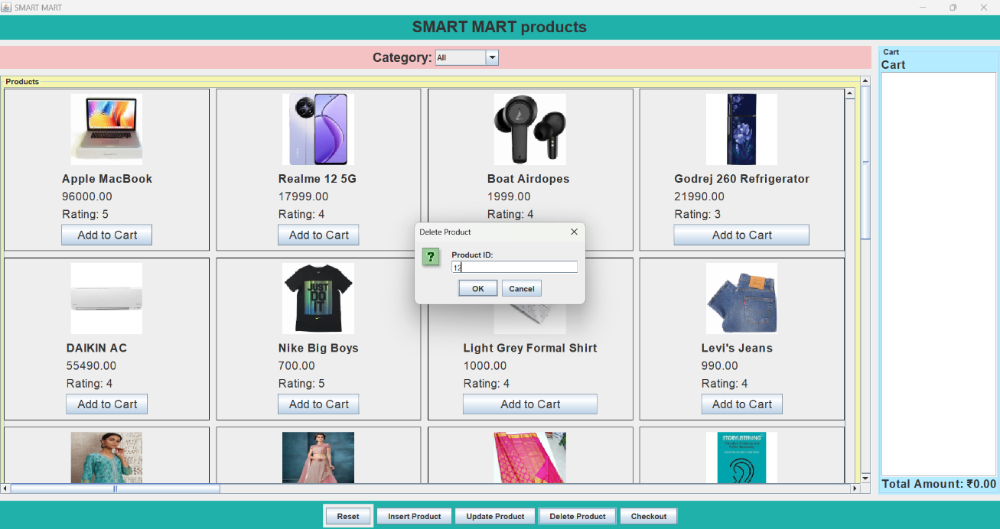 SMART MART
SMART MART products
Category: All
Products
Apple MacBook
96000.00
Rating: 5
Add to Cart
Realme 12 5G
17999.00
Rating: 4
Add to Cart
Boat Airdopes
1999.00
Rating: 4
Godrej 260 Refrigerator
21990.00
Rating: 3
Add to Cart
Delete Product
?
Product ID:
12
OK
Cancel
DAIKIN AC
55490.00
Rating: 4
Add to Cart
JUST
DO
IT
Nike Big Boys
700.00
Rating: 5
Add to Cart
Light Grey Formal Shirt
1000.00
Rating: 4
Add to Cart
Levi's Jeans
990.00
Rating: 4
Add to Cart
STORYLISTENING
Cart
Cart
Total Amount: ₹0.00
Reset
Insert Product
Update Product
Delete Product
Checkout